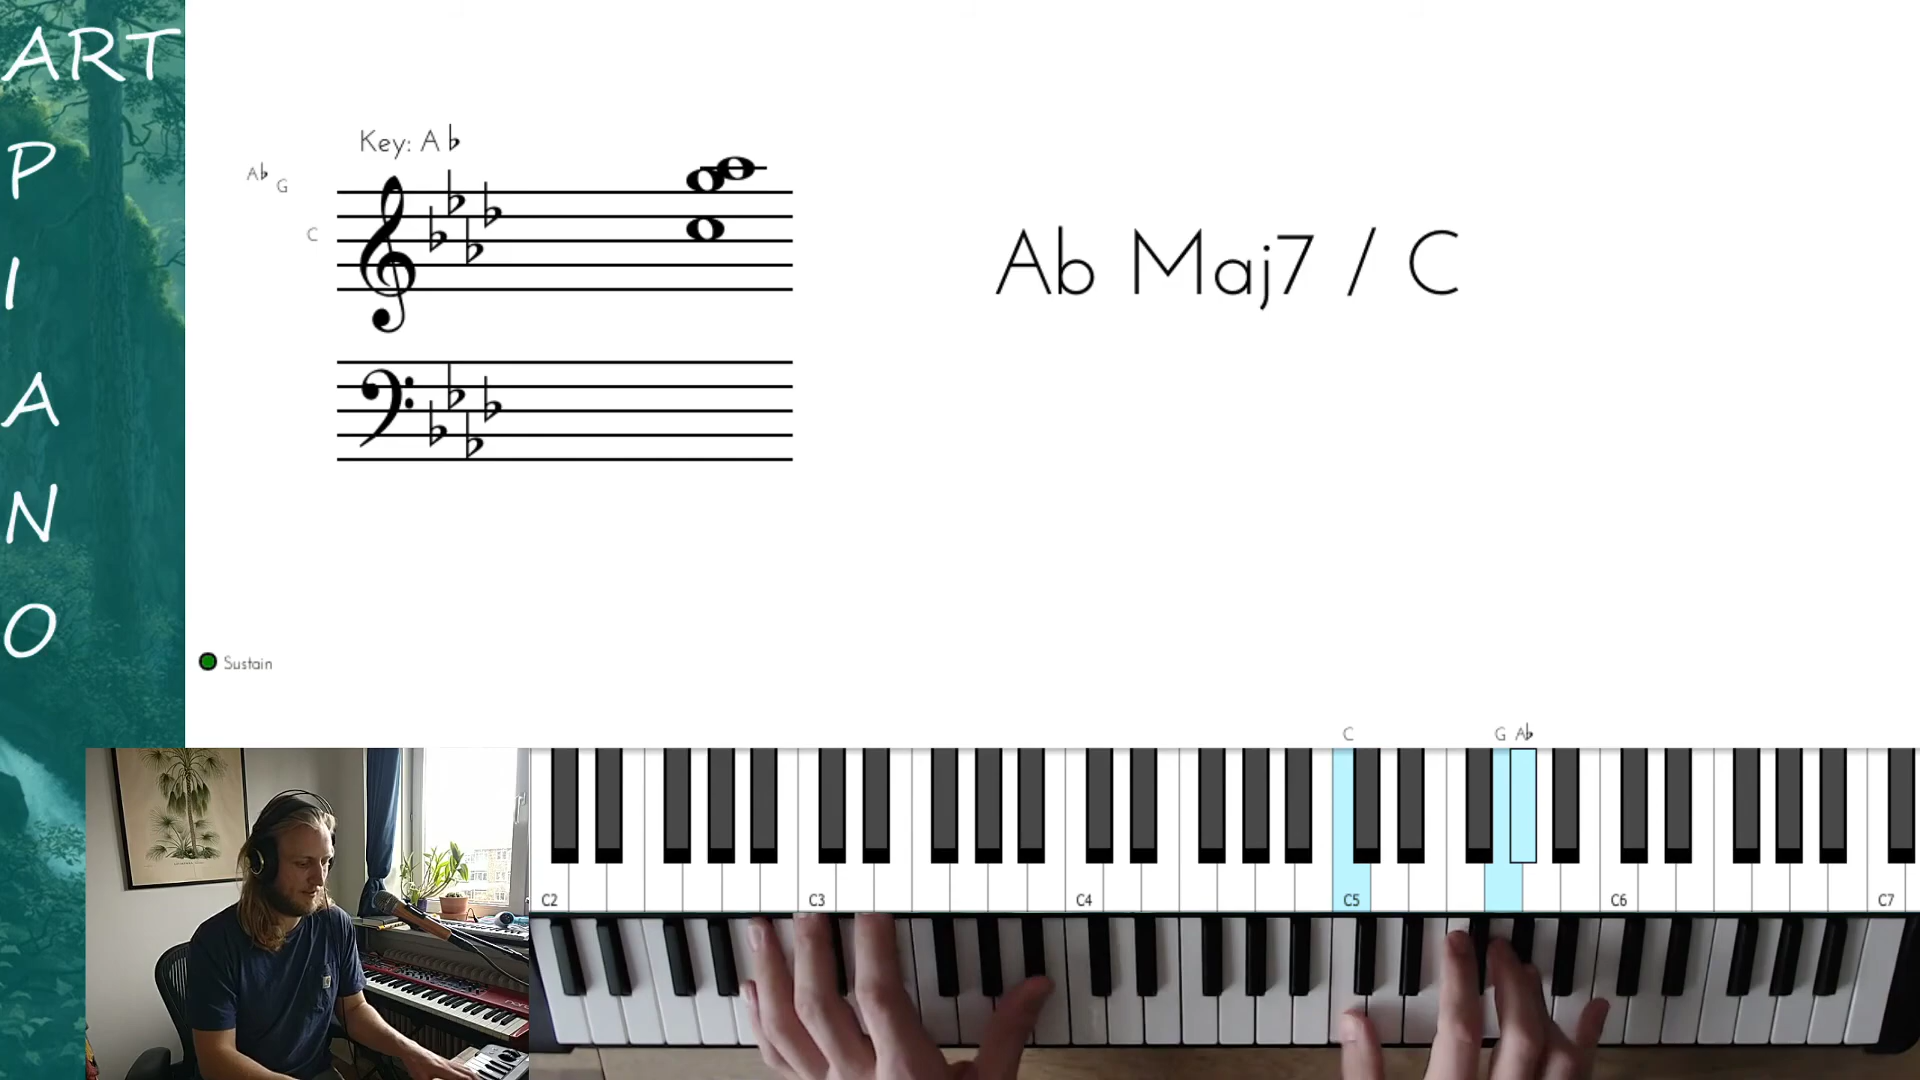 ART
P
I
A
N
O
Key: A♭
A♭
G
C
Ab Maj7 / C
Sustain
C G A♭
C2 C3 C4 C5 C6 C7